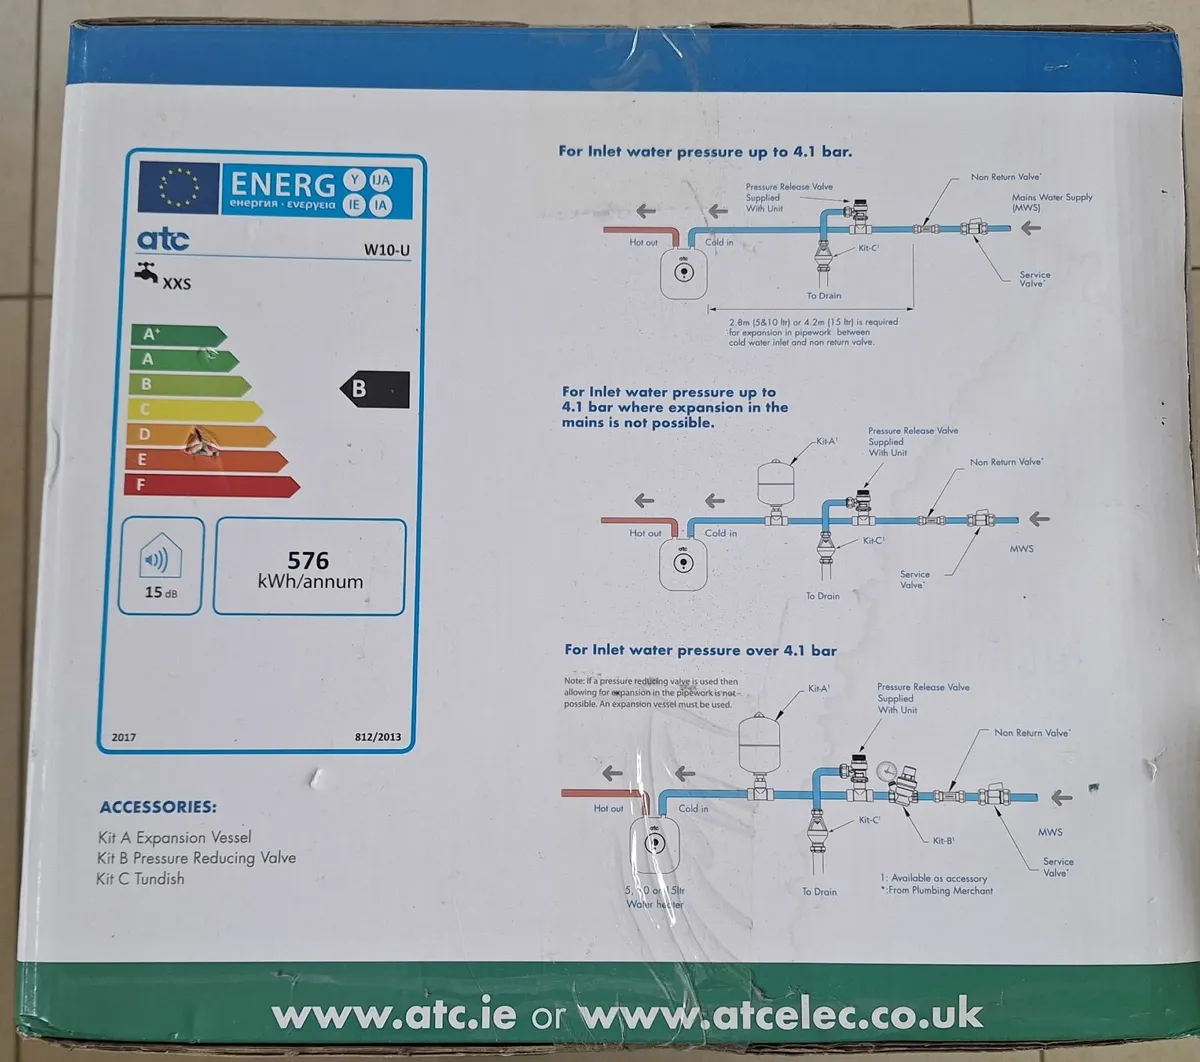 ENERG
Y IJA
IE IA
енергия · ενεργεια
atc
W10-U
XXS
A+
A
B
C
D
E
F
B
15 dB
576
kWh/annum
2017
812/2013
ACCESSORIES:
Kit A Expansion Vessel
Kit B Pressure Reducing Valve
Kit C Tundish
For Inlet water pressure up to 4.1 bar.
Pressure Release Valve
Supplied
With Unit
Non Return Valve*
Mains Water Supply
(MWS)
Hot out
Cold in
Kit-C¹
atc
To Drain
Service
Valve*
2.8m (5&10 ltr) or 4.2m (15 ltr) is required
for expansion in pipework between
cold water inlet and non return valve.
For Inlet water pressure up to
4.1 bar where expansion in the
mains is not possible.
Kit-A¹
Pressure Release Valve
Supplied
With Unit
Non Return Valve*
Hot out
Cold in
Kit-C¹
MWS
atc
Service
Valve*
To Drain
For Inlet water pressure over 4.1 bar
Note: If a pressure reducing valve is used then
allowing for expansion in the pipework is not
possible. An expansion vessel must be used.
Kit-A¹
Pressure Release Valve
Supplied
With Unit
Non Return Valve*
Hot out
Cold in
Kit-C¹
Kit-B¹
MWS
atc
Service
Valve*
5, 10 or 15ltr
Water heater
To Drain
1: Available as accessory
*:From Plumbing Merchant
www.atc.ie or www.atcelec.co.uk